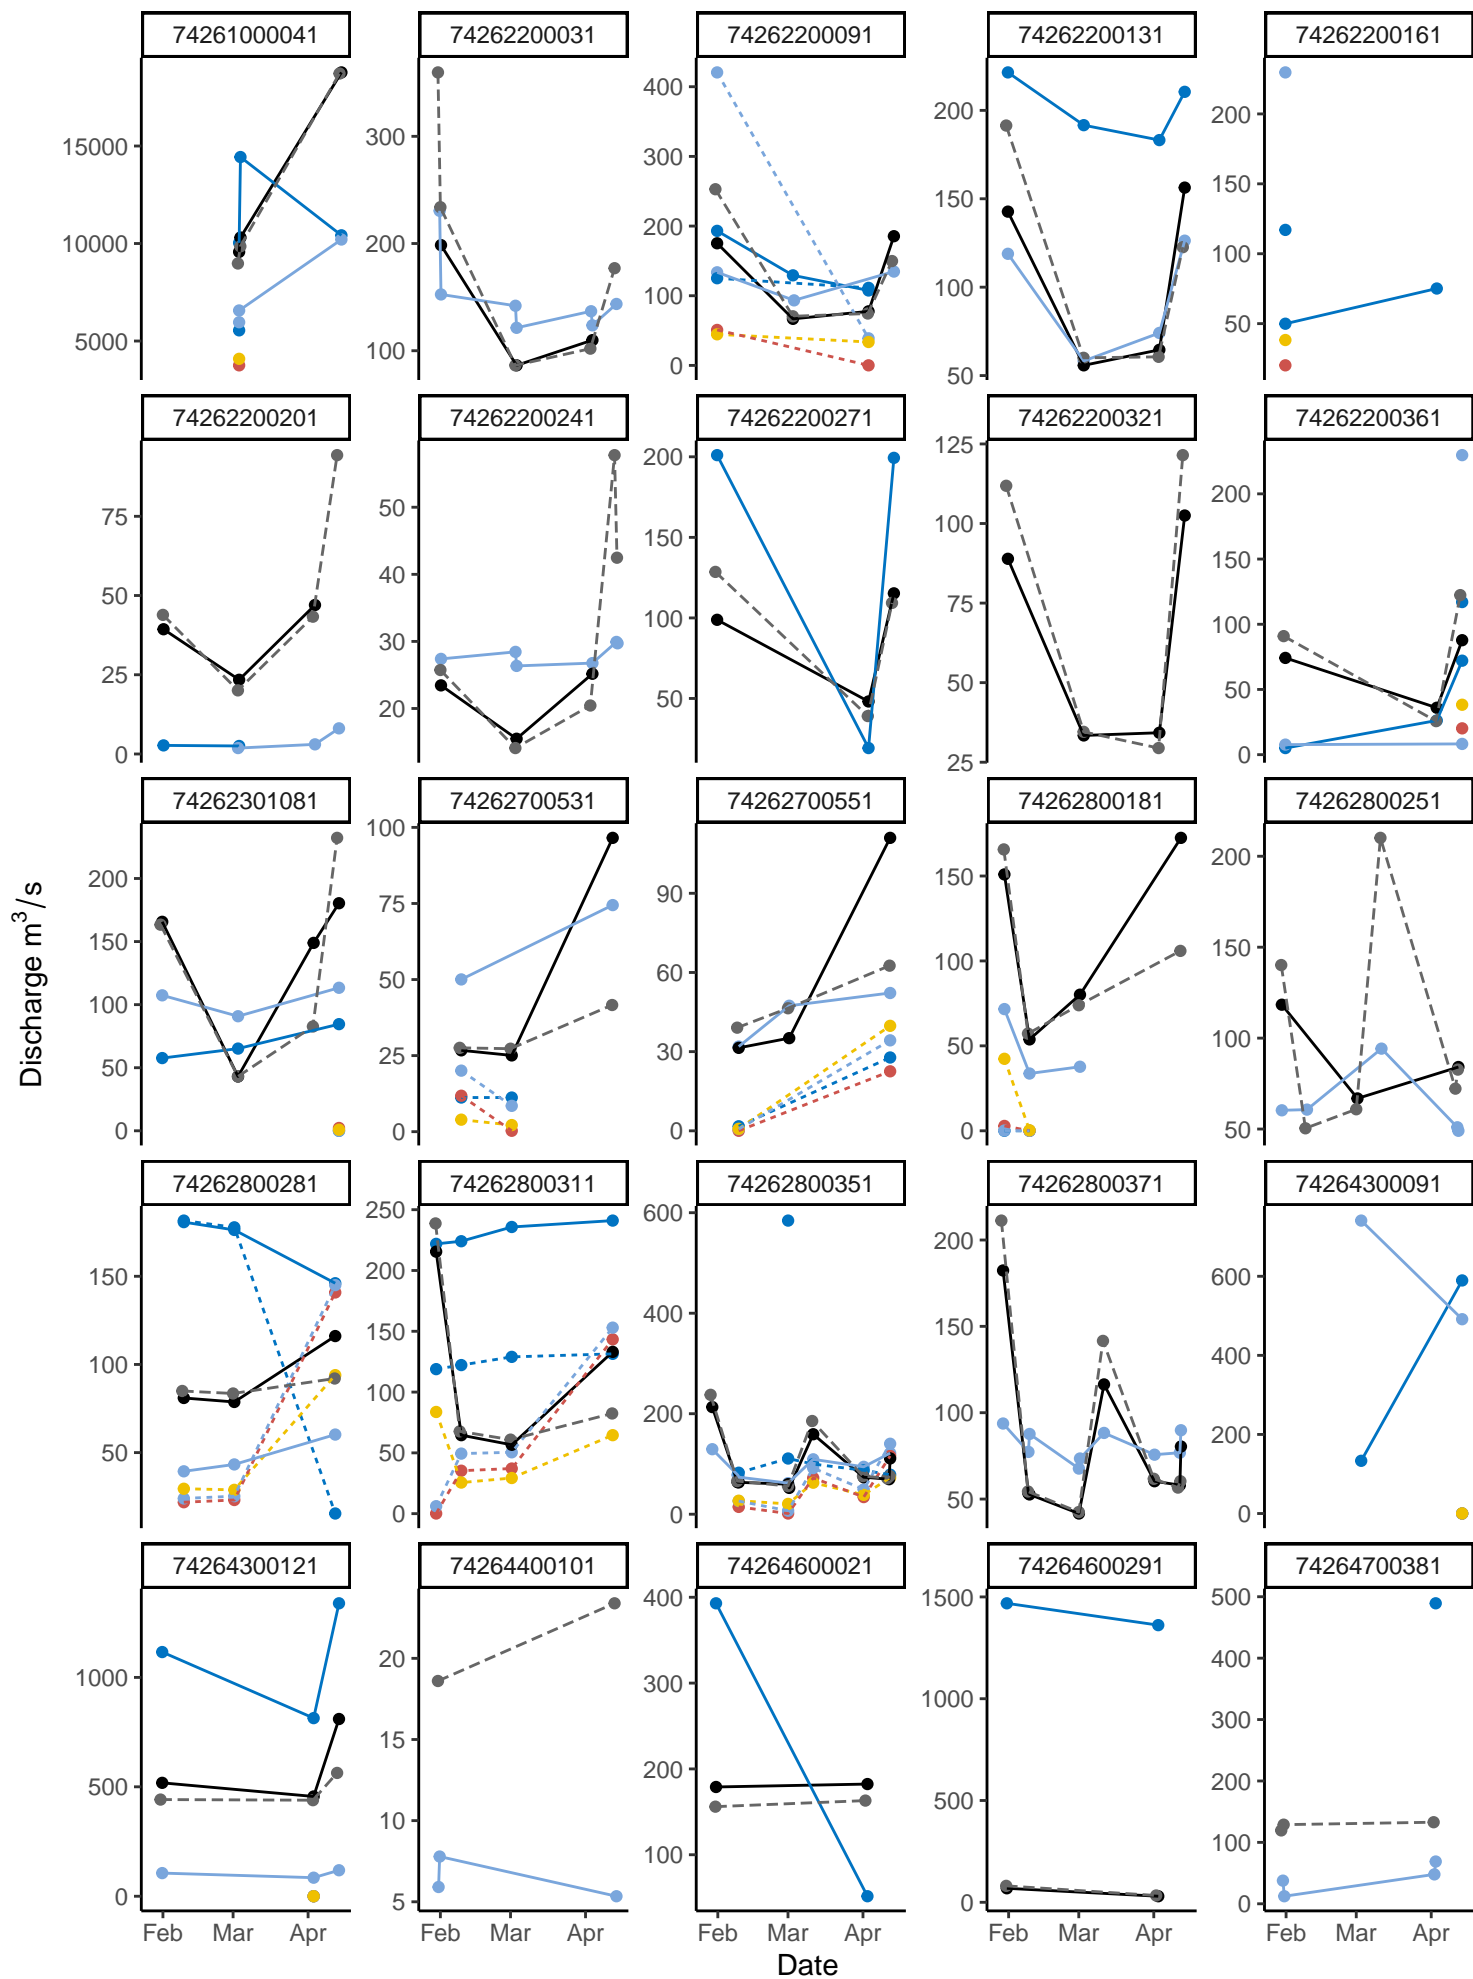 74261000041 74262200031 74262200091 74262200131 74262200161
15000 10000 5000
300 200 100
400 300 200 100 0
200 150 100 50
200 150 100 50
74262200201 74262200241 74262200271 74262200321 74262200361
75 50 25 0
50 40 30 20
200 150 100 50
125 100 75 50 25
200 150 100 50 0
74262301081 74262700531 74262700551 74262800181 74262800251
200 150 100 50 0
100 75 50 25 0
90 60 30 0
150 100 50 0
200 150 100 50
Discharge m³/s
74262800281 74262800311 74262800351 74262800371 74264300091
150 100 50
250 200 150 100 50 0
600 400 200 0
200 150 100 50
600 400 200 0
74264300121 74264400101 74264600021 74264600291 74264700381
1000 500 0
20 15 10 5
400 300 200 100
1500 1000 500 0
500 400 300 200 100 0
Feb Mar Apr Feb Mar Apr Feb Mar Apr Feb Mar Apr Feb Mar Apr
Date